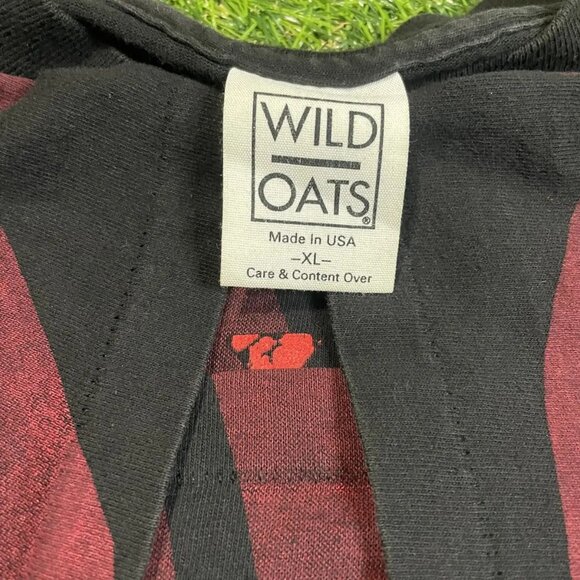 WILD
OATS®
Made In USA
-XL-
Care & Content Over